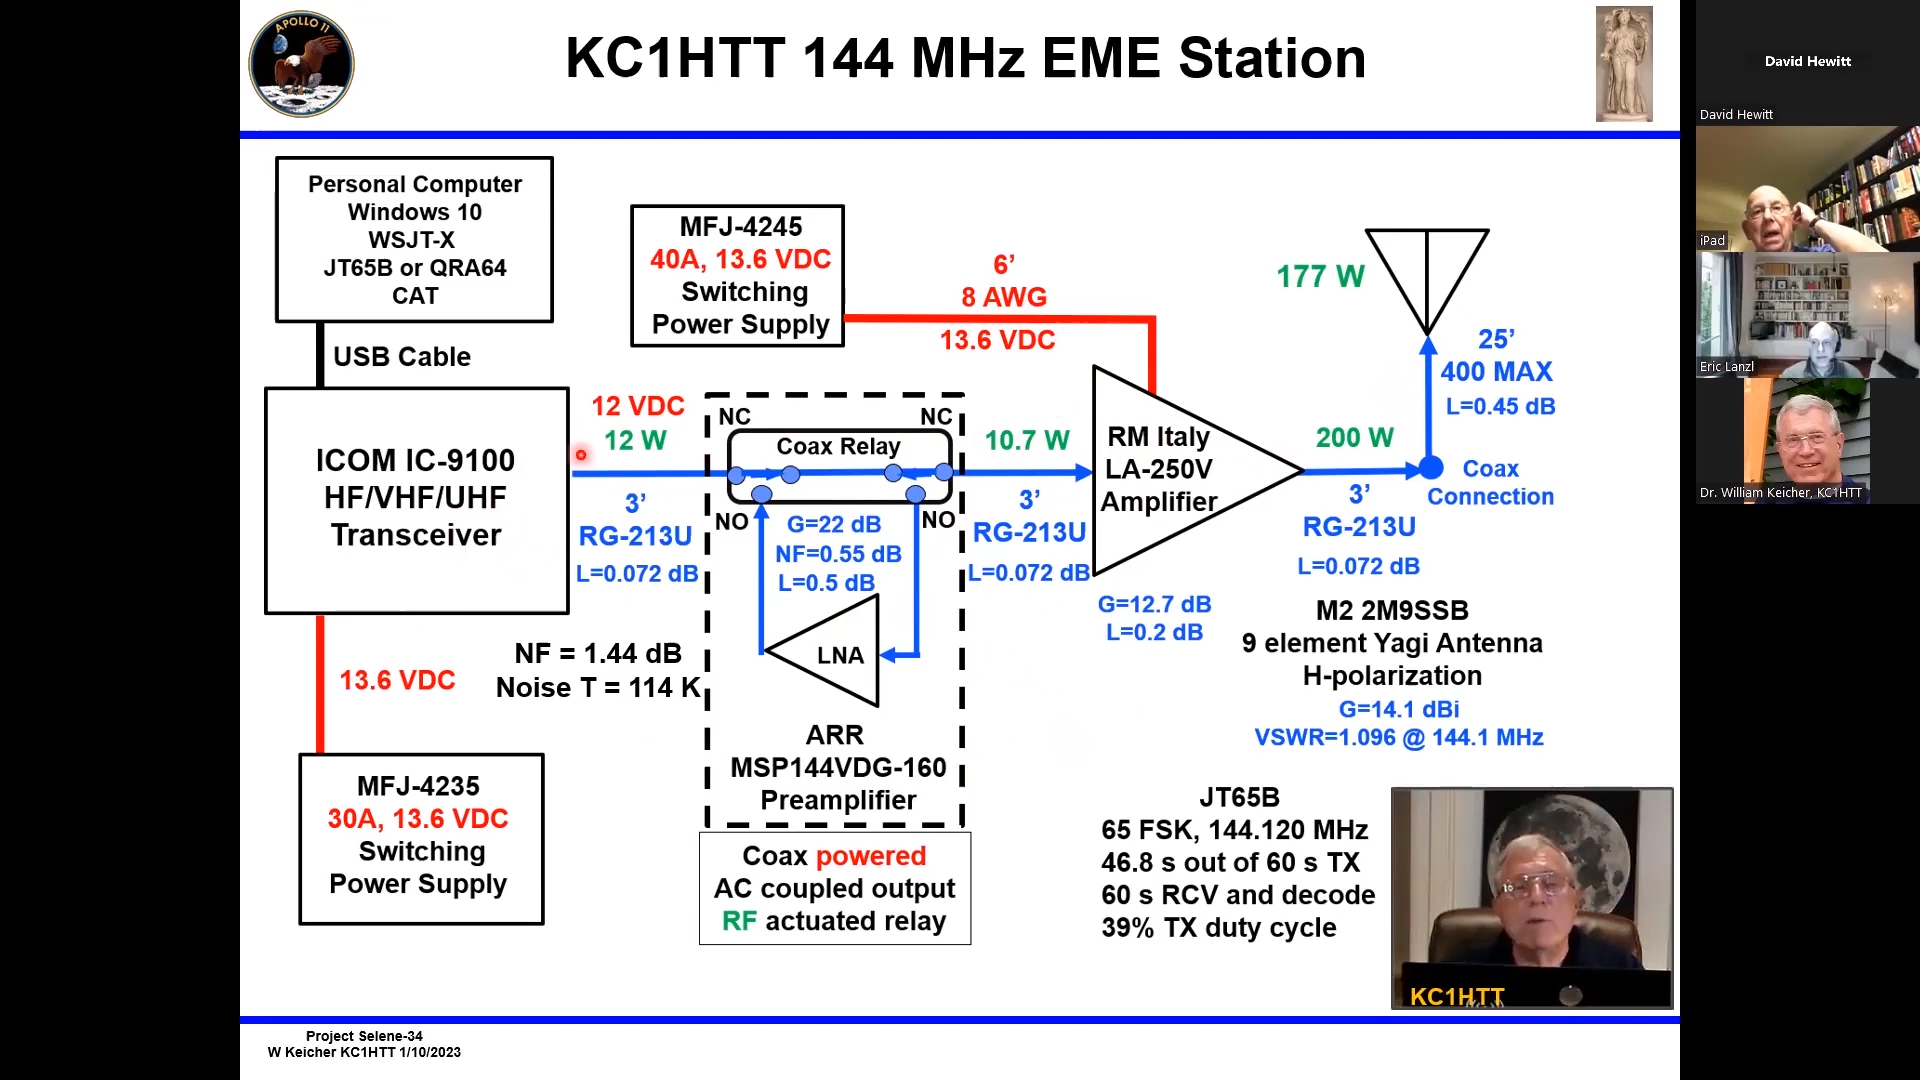 APOLLO 11
KC1HTT 144 MHz EME Station
Personal Computer
Windows 10
WSJT-X
JT65B or QRA64
CAT
USB Cable
ICOM IC-9100
HF/VHF/UHF
Transceiver
13.6 VDC
MFJ-4235
30A, 13.6 VDC
Switching
Power Supply
MFJ-4245
40A, 13.6 VDC
Switching
Power Supply
6’
8 AWG
13.6 VDC
12 VDC
12 W
3’
RG-213U
L=0.072 dB
NF = 1.44 dB
Noise T = 114 K
NC
NC
Coax Relay
NO
NO
G=22 dB
NF=0.55 dB
L=0.5 dB
LNA
ARR
MSP144VDG-160
Preamplifier
Coax powered
AC coupled output
RF actuated relay
10.7 W
3’
RG-213U
L=0.072 dB
RM Italy
LA-250V
Amplifier
G=12.7 dB
L=0.2 dB
177 W
200 W
3’
RG-213U
L=0.072 dB
25’
400 MAX
L=0.45 dB
Coax
Connection
M2 2M9SSB
9 element Yagi Antenna
H-polarization
G=14.1 dBi
VSWR=1.096 @ 144.1 MHz
JT65B
65 FSK, 144.120 MHz
46.8 s out of 60 s TX
60 s RCV and decode
39% TX duty cycle
KC1HTT
Project Selene-34
W Keicher KC1HTT 1/10/2023
David Hewitt
David Hewitt
iPad
Eric Lanzl
Dr. William Keicher, KC1HTT